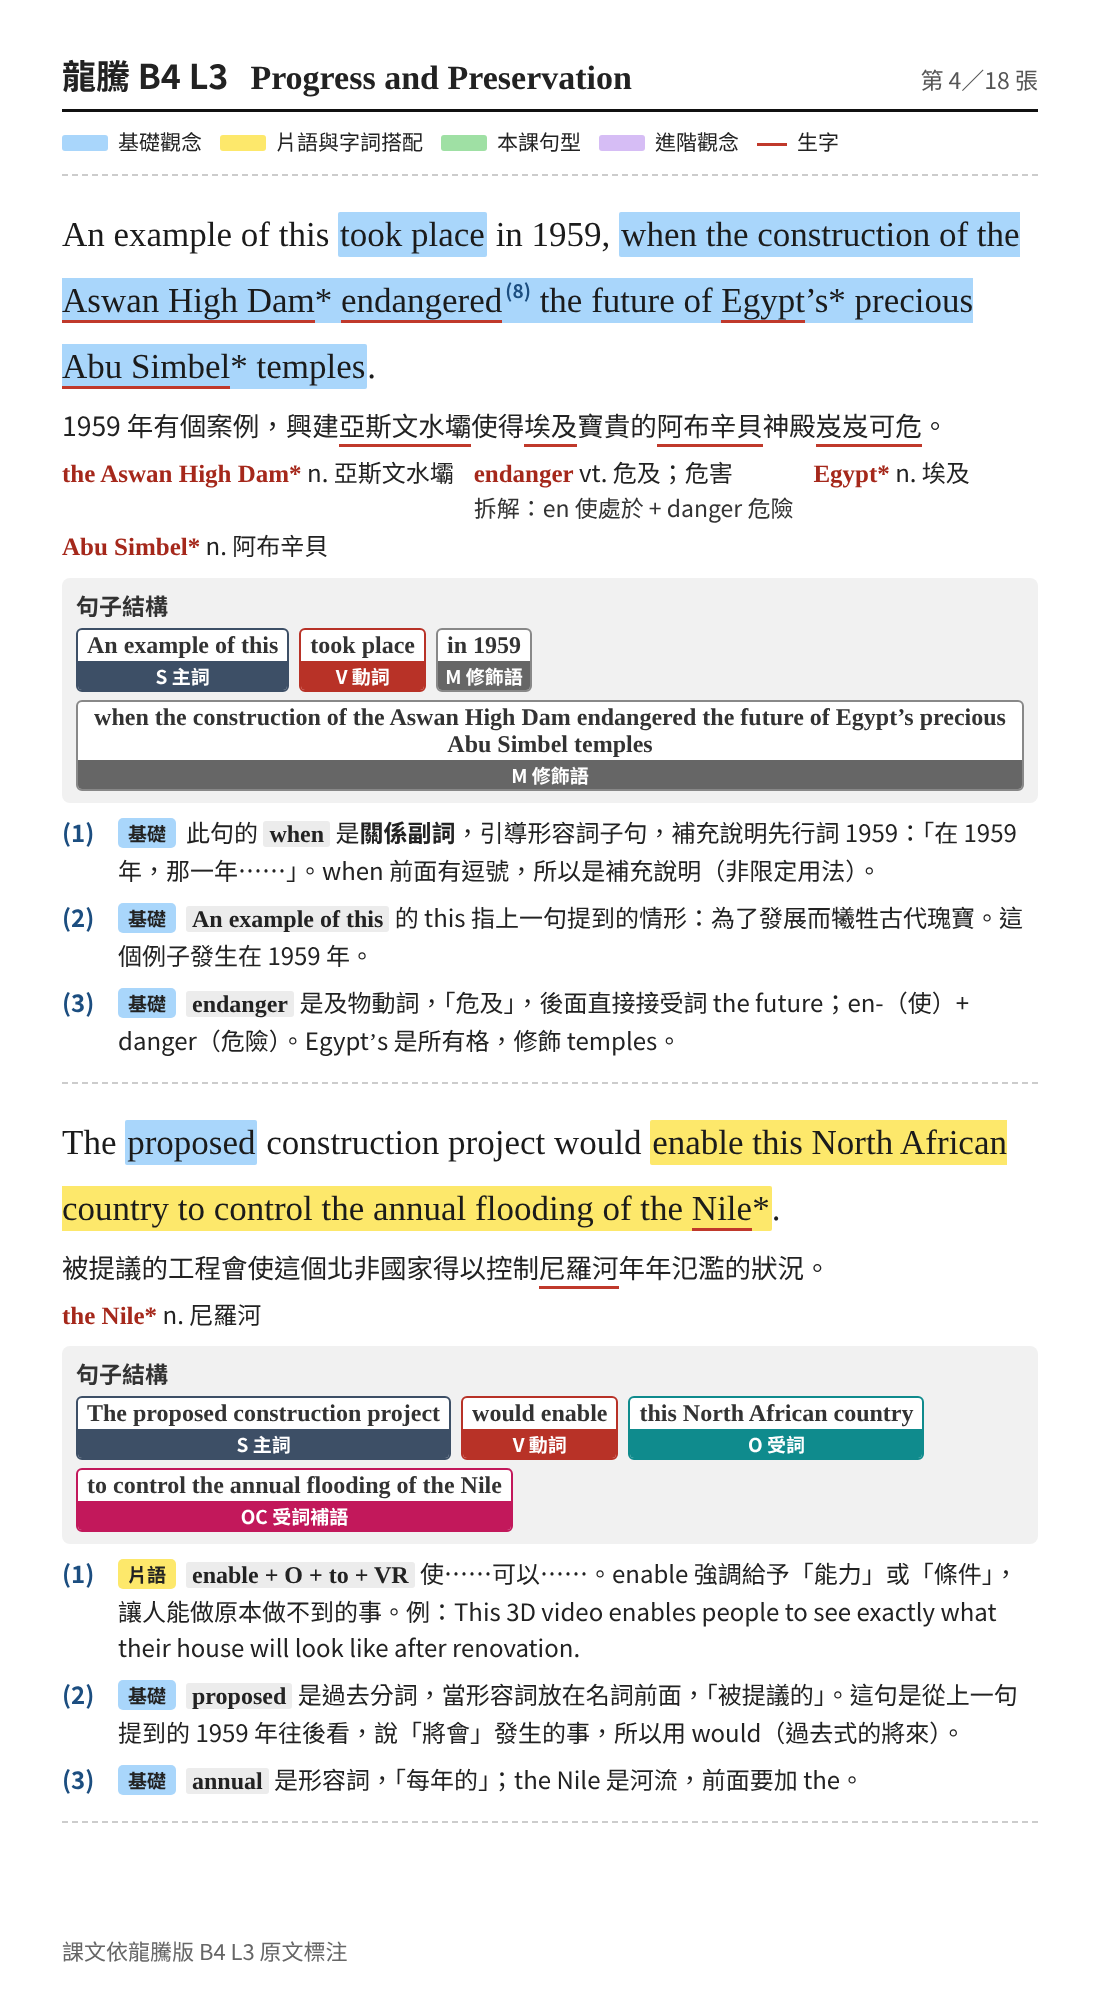 龍騰 B4 L3 Progress and Preservation 第 4／18 張
基礎觀念 片語與字詞搭配 本課句型 進階觀念 生字
An example of this took place in 1959, when the construction of the
Aswan High Dam* endangered(8) the future of Egypt’s* precious
Abu Simbel* temples.
1959 年有個案例，興建亞斯文水壩使得埃及寶貴的阿布辛貝神殿岌岌可危。
the Aswan High Dam* n. 亞斯文水壩 endanger vt. 危及；危害 Egypt* n. 埃及
拆解：en 使處於 + danger 危險
Abu Simbel* n. 阿布辛貝
句子結構
An example of this took place in 1959
S 主詞 V 動詞 M 修飾語
when the construction of the Aswan High Dam endangered the future of Egypt’s precious
Abu Simbel temples
M 修飾語
(1) 基礎 此句的 when 是關係副詞，引導形容詞子句，補充說明先行詞 1959：「在 1959
年，那一年……」。when 前面有逗號，所以是補充說明（非限定用法）。
(2) 基礎 An example of this 的 this 指上一句提到的情形：為了發展而犧牲古代瑰寶。這
個例子發生在 1959 年。
(3) 基礎 endanger 是及物動詞，「危及」，後面直接接受詞 the future；en-（使）+
danger（危險）。Egypt’s 是所有格，修飾 temples。
The proposed construction project would enable this North African
country to control the annual flooding of the Nile*.
被提議的工程會使這個北非國家得以控制尼羅河年年氾濫的狀況。
the Nile* n. 尼羅河
句子結構
The proposed construction project would enable this North African country
S 主詞 V 動詞 O 受詞
to control the annual flooding of the Nile
OC 受詞補語
(1) 片語 enable + O + to + VR 使……可以……。enable 強調給予「能力」或「條件」，
讓人能做原本做不到的事。例：This 3D video enables people to see exactly what
their house will look like after renovation.
(2) 基礎 proposed 是過去分詞，當形容詞放在名詞前面，「被提議的」。這句是從上一句
提到的 1959 年往後看，說「將會」發生的事，所以用 would（過去式的將來）。
(3) 基礎 annual 是形容詞，「每年的」；the Nile 是河流，前面要加 the。
課文依龍騰版 B4 L3 原文標注